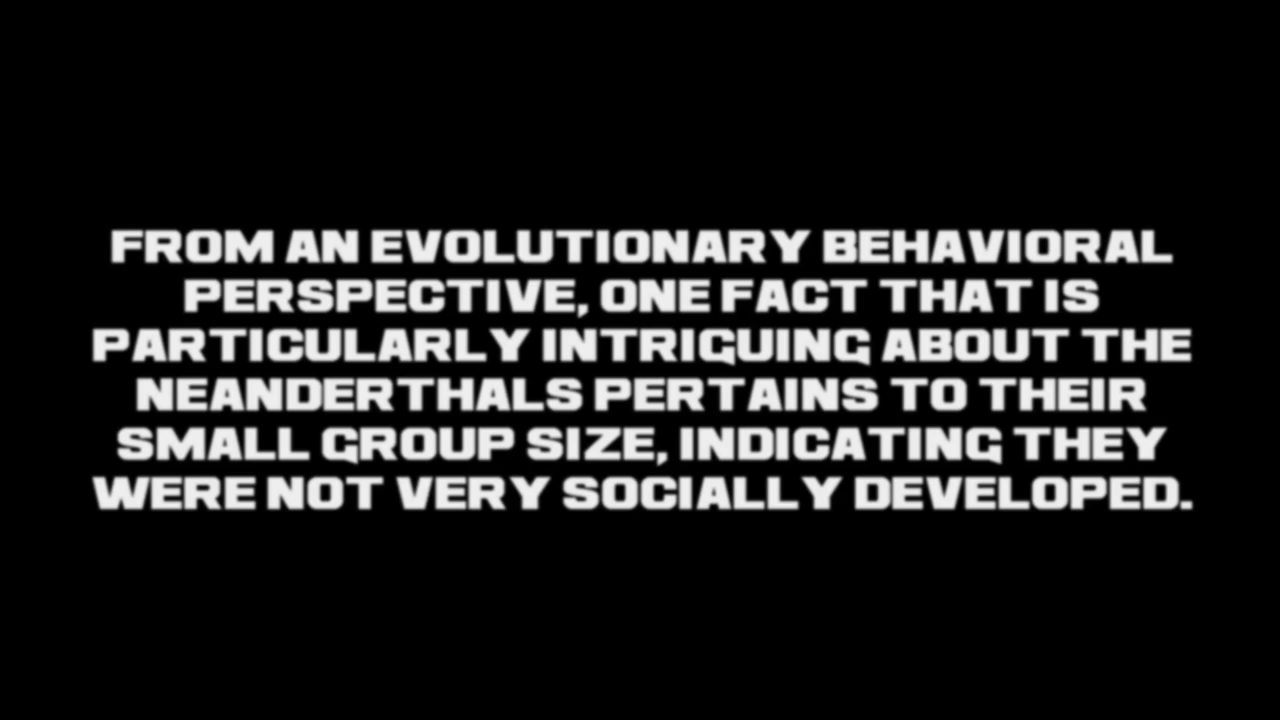 FROM AN EVOLUTIONARY BEHAVIORAL
PERSPECTIVE, ONE FACT THAT IS
PARTICULARLY INTRIGUING ABOUT THE
NEANDERTHALS PERTAINS TO THEIR
SMALL GROUP SIZE, INDICATING THEY
WERE NOT VERY SOCIALLY DEVELOPED.